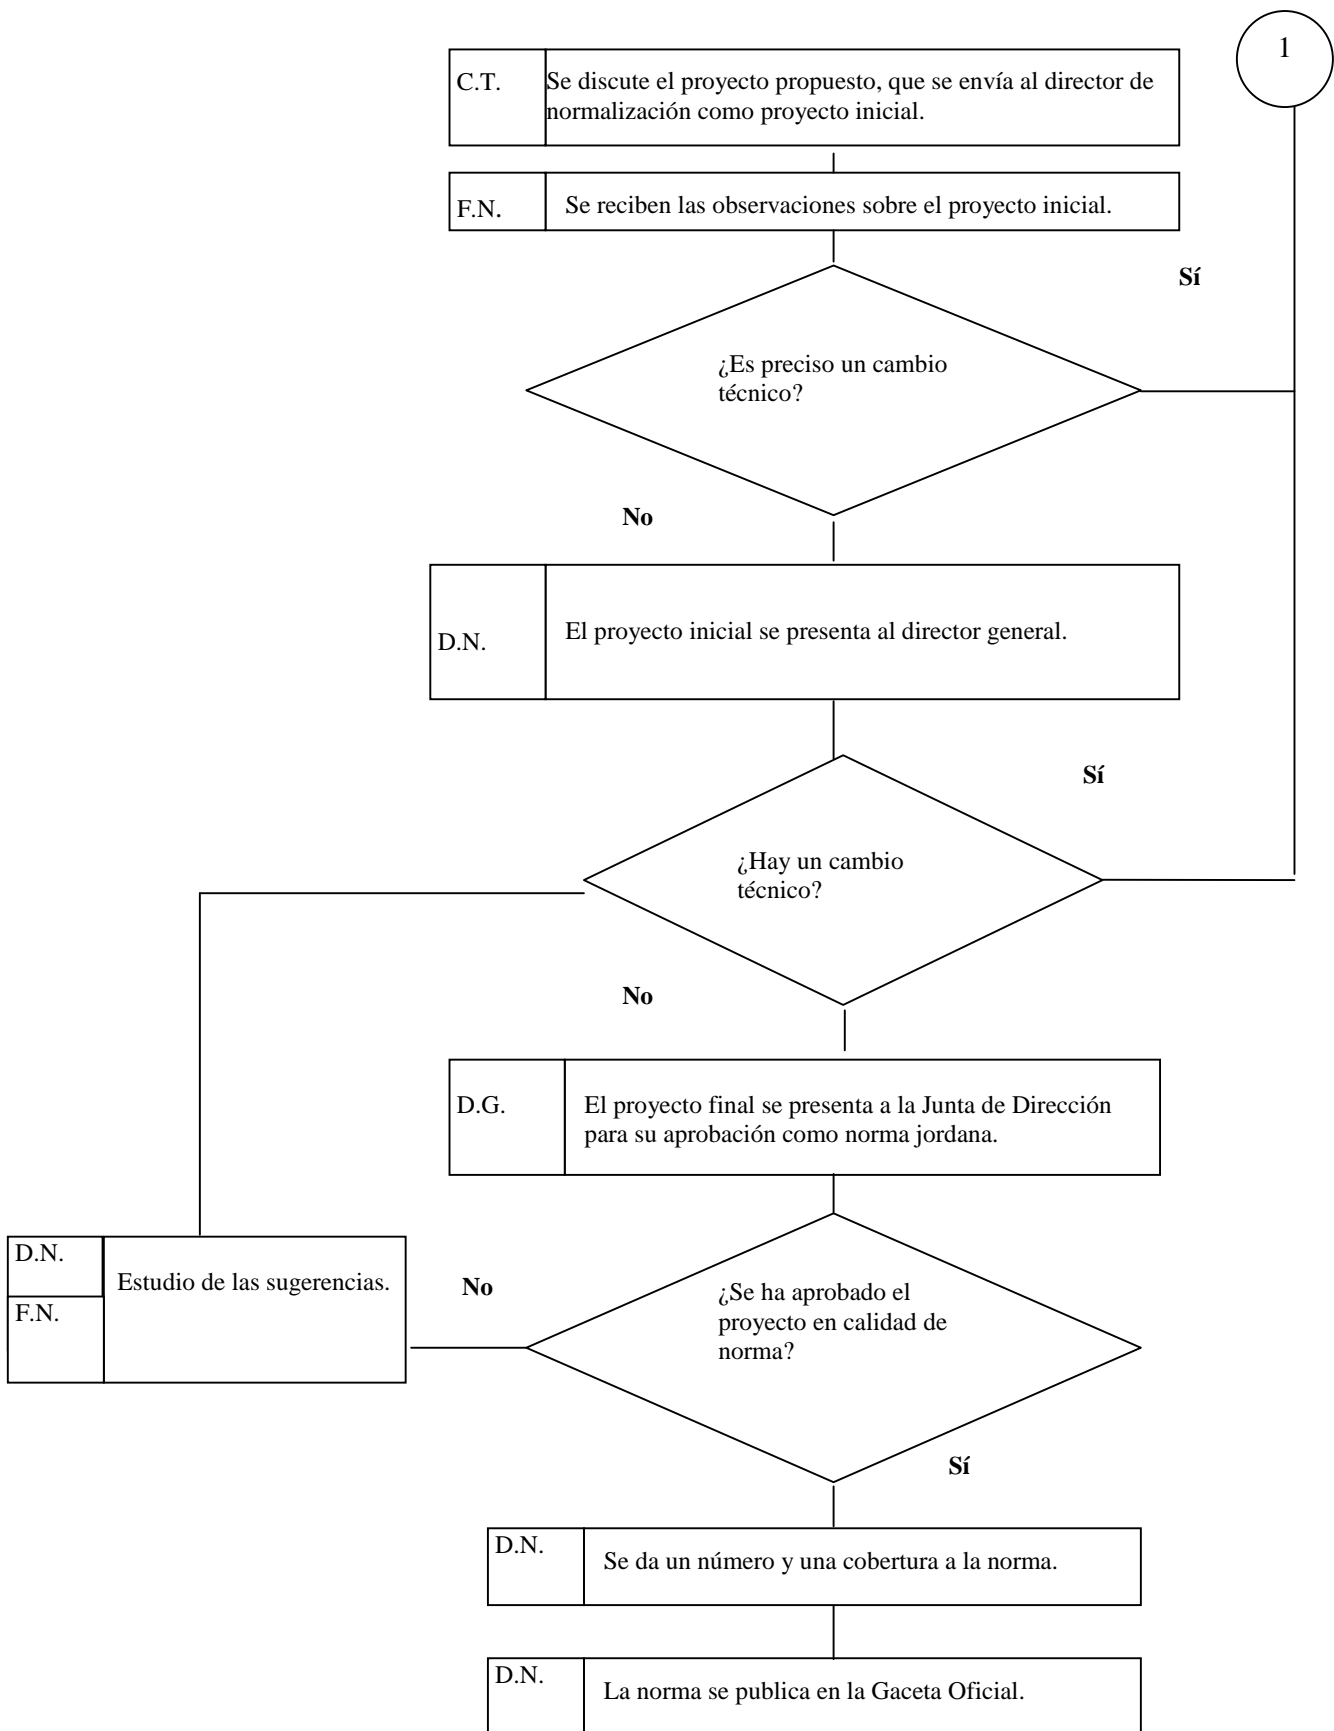 1
C.T.
Se discute el proyecto propuesto, que se envía al director de
normalización como proyecto inicial.
F.N.
Se reciben las observaciones sobre el proyecto inicial.
Sí
¿Es preciso un cambio
técnico?
No
D.N.
El proyecto inicial se presenta al director general.
Sí
¿Hay un cambio
técnico?
No
D.G.
El proyecto final se presenta a la Junta de Dirección
para su aprobación como norma jordana.
D.N.
F.N.
Estudio de las sugerencias.
No
¿Se ha aprobado el
proyecto en calidad de
norma?
Sí
D.N.
Se da un número y una cobertura a la norma.
D.N.
La norma se publica en la Gaceta Oficial.